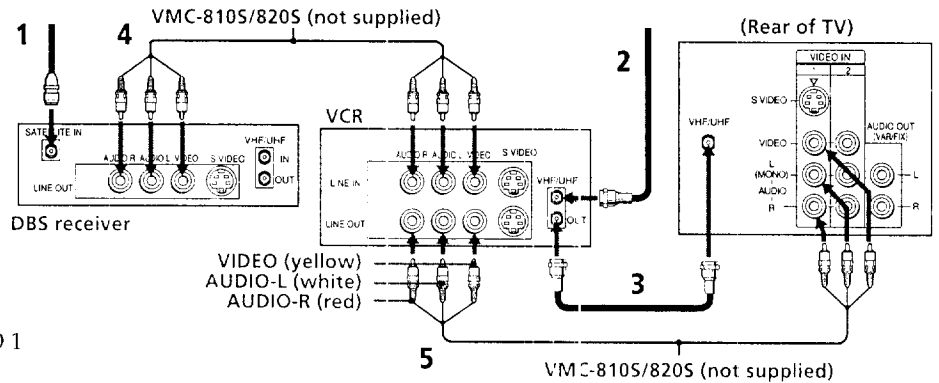 VMC-810S/820S (not supplied)
1
4
2
(Rear of TV)
VIDEO IN
1
2
S VIDEO
VHF/UHF
VIDEO
AUDIO OUT
(VAR/FIX)
L
(MONO)
AUDIO
R
L
R
VCR
SATELLITE IN
AUDIO R AUDIO L VIDEO
S VIDEO
VHF/UHF
IN
OUT
LINE OUT
DBS receiver
AUDIO R AUDIO L VIDEO
S VIDEO
LINE IN
VHF/UHF
LINE OUT
OUT
VIDEO (yellow)
AUDIO-L (white)
AUDIO-R (red)
3
5
VMC-810S/820S (not supplied)
1